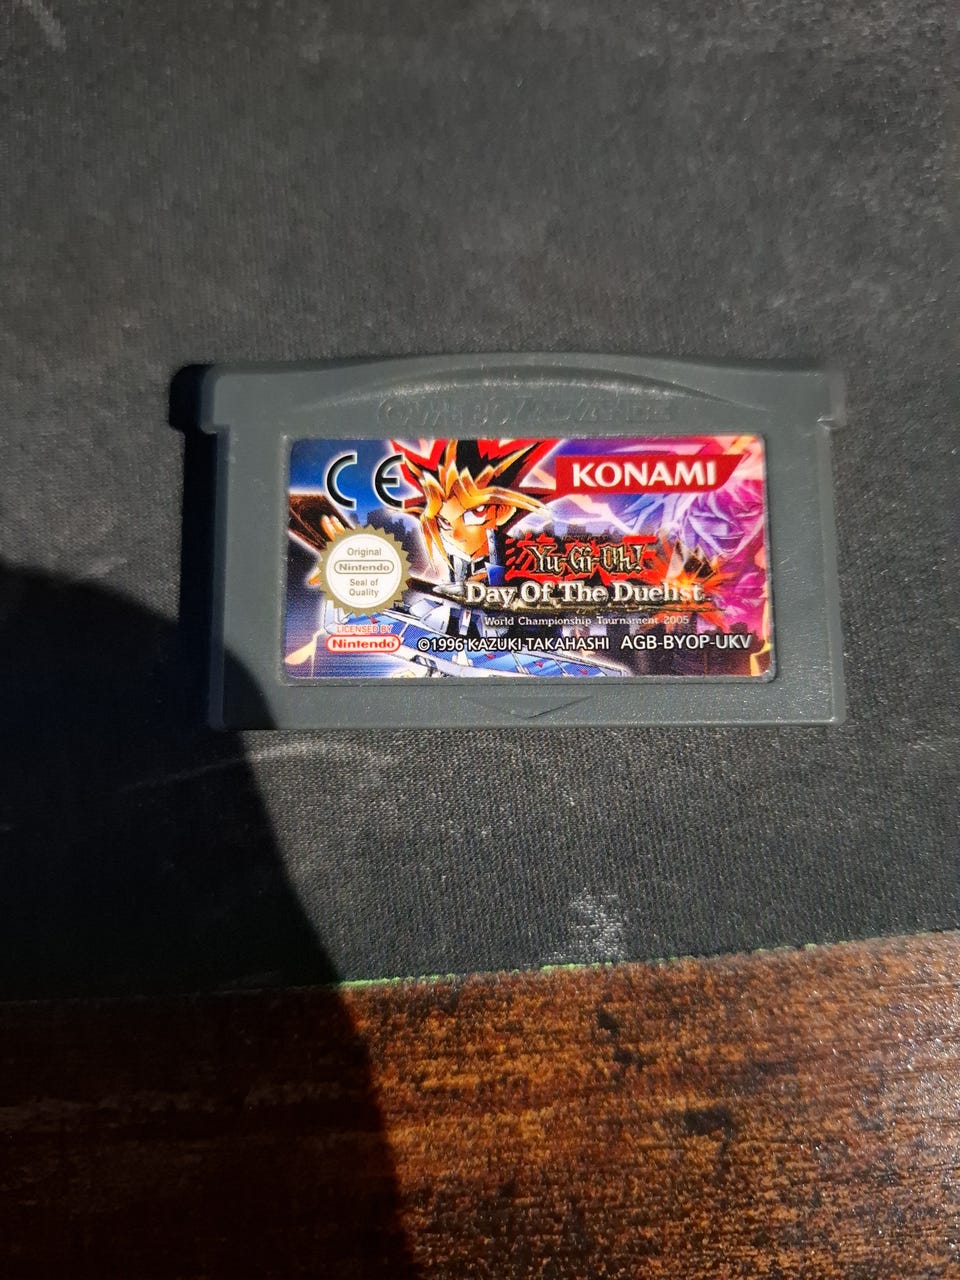 GAME BOY ADVANCE
CE
KONAMI
Original
Nintendo
Seal of
Quality
遊
Yu-Gi-Oh!
Day Of The Duelist
World Championship Tournament 2005
LICENSED BY
Nintendo
©1996 KAZUKI TAKAHASHI AGB-BYOP-UKV